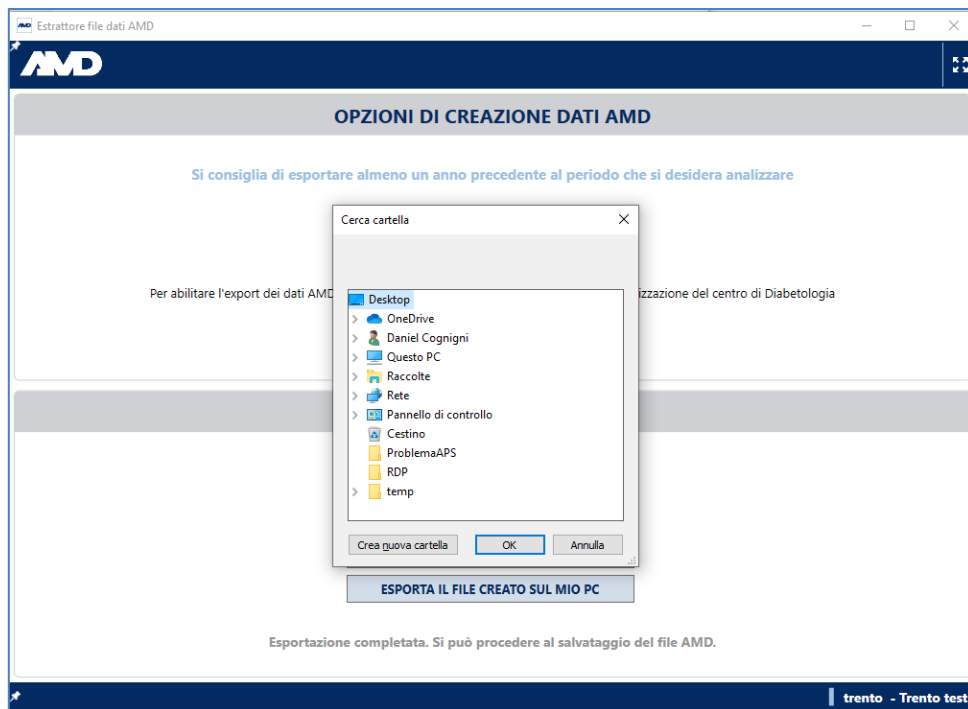 Estrattore file dati AMD
AMD
OPZIONI DI CREAZIONE DATI AMD
Si consiglia di esportare almeno un anno precedente al periodo che si desidera analizzare
Cerca cartella
Per abilitare l'export dei dati AMD
izzazione del centro di Diabetologia
Desktop
OneDrive
Daniel Cognigni
Questo PC
Raccolte
Rete
Pannello di controllo
Cestino
ProblemaAPS
RDP
temp
Crea nuova cartella OK Annulla
ESPORTA IL FILE CREATO SUL MIO PC
Esportazione completata. Si può procedere al salvataggio del file AMD.
trento - Trento test